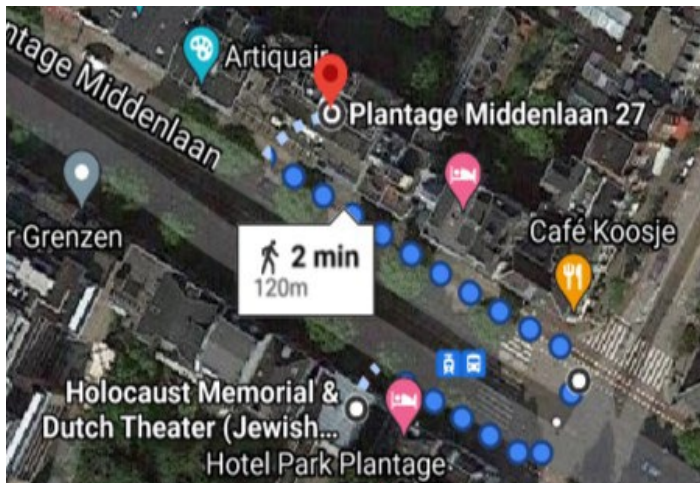 ntage Middenlaan
Artiquair
Plantage Middenlaan 27
r Grenzen
2 min
120m
Café Koosje
Holocaust Memorial &
Dutch Theater (Jewish...
Hotel Park Plantage